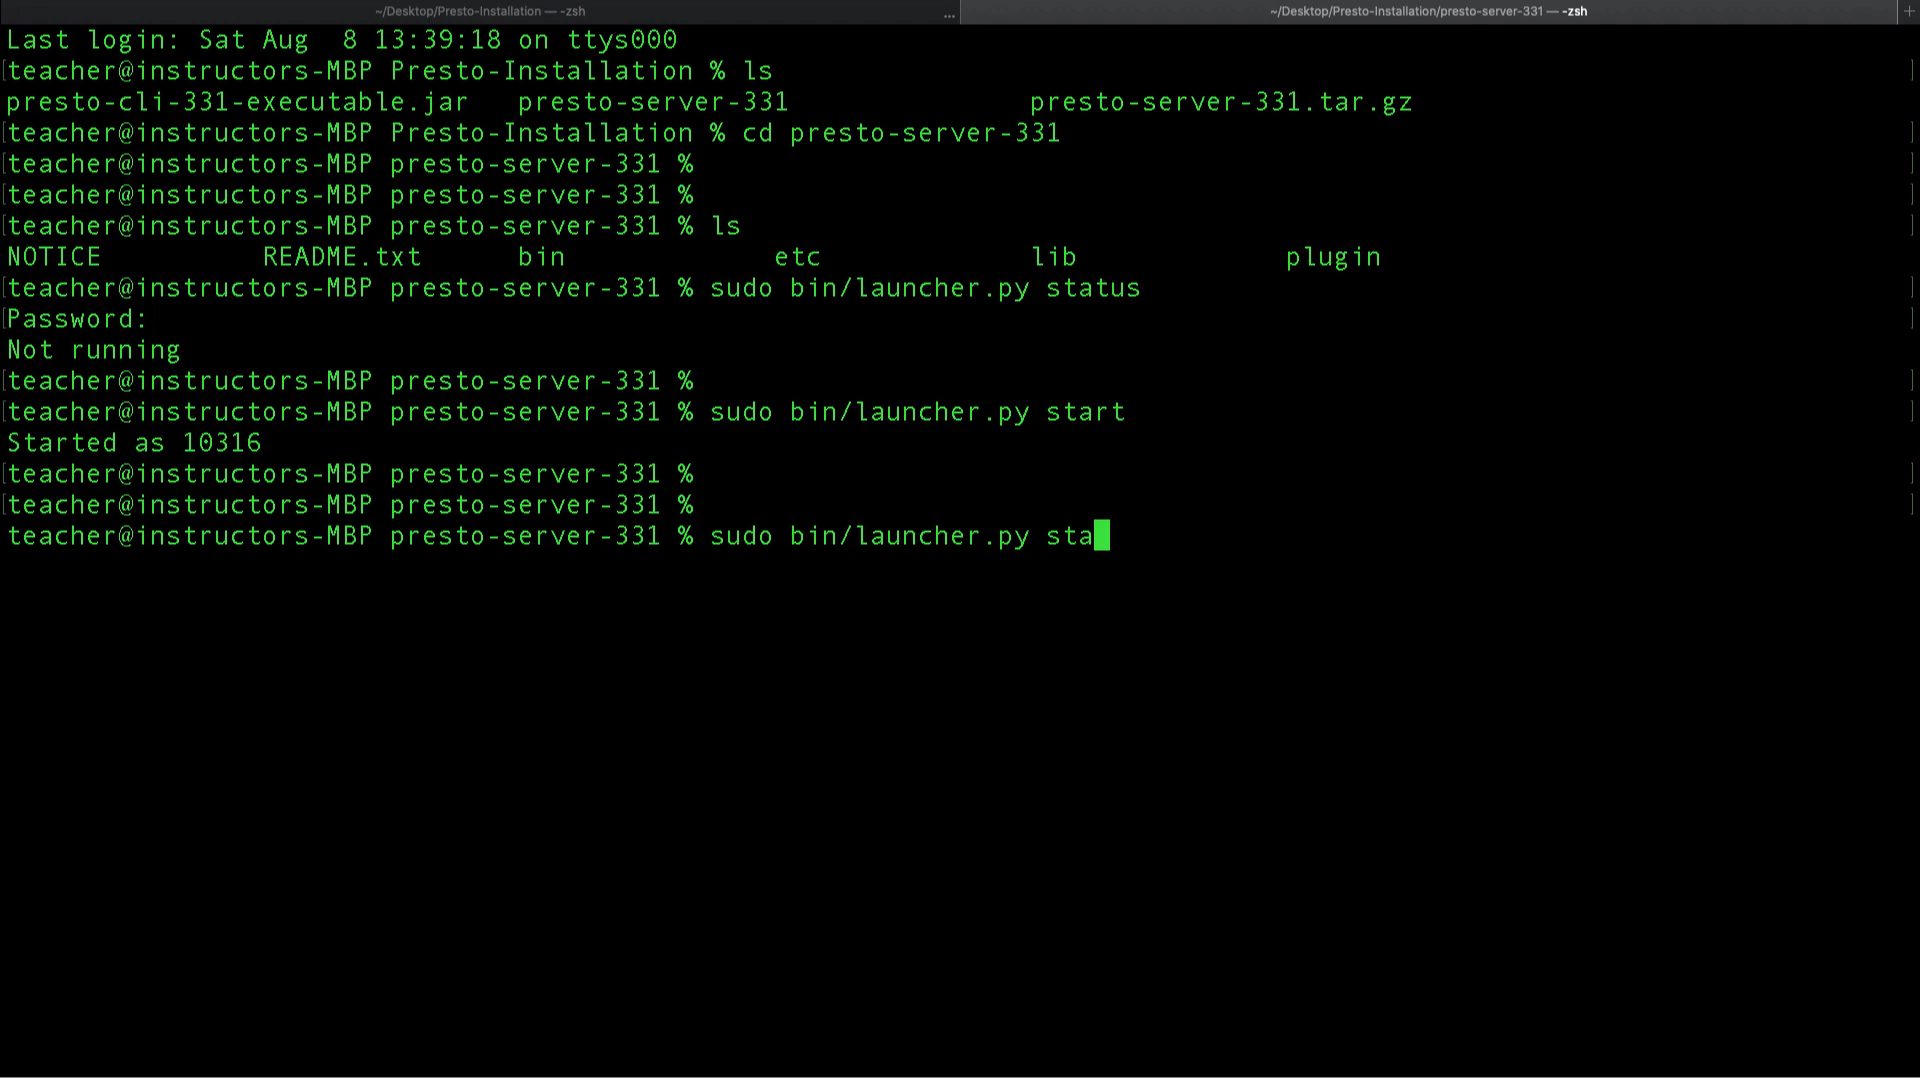 ~/Desktop/Presto-Installation — -zsh ... ~/Desktop/Presto-Installation/presto-server-331 — -zsh +
Last login: Sat Aug  8 13:39:18 on ttys000
[teacher@instructors-MBP Presto-Installation % ls ]
presto-cli-331-executable.jar   presto-server-331               presto-server-331.tar.gz
[teacher@instructors-MBP Presto-Installation % cd presto-server-331 ]
[teacher@instructors-MBP presto-server-331 % ]
[teacher@instructors-MBP presto-server-331 % ]
[teacher@instructors-MBP presto-server-331 % ls ]
NOTICE          README.txt      bin             etc             lib             plugin
[teacher@instructors-MBP presto-server-331 % sudo bin/launcher.py status ]
[Password: ]
Not running
[teacher@instructors-MBP presto-server-331 % ]
[teacher@instructors-MBP presto-server-331 % sudo bin/launcher.py start ]
Started as 10316
[teacher@instructors-MBP presto-server-331 % ]
[teacher@instructors-MBP presto-server-331 % ]
teacher@instructors-MBP presto-server-331 % sudo bin/launcher.py sta